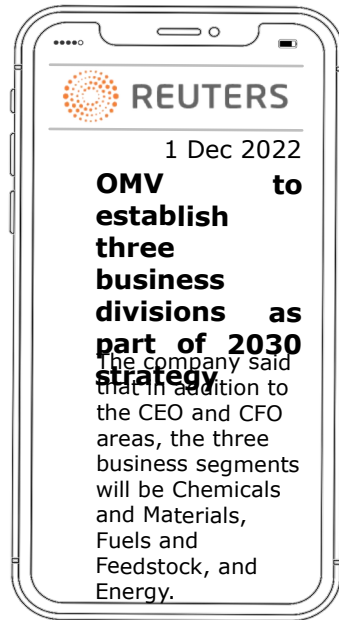 REUTERS
1 Dec 2022
OMV to
establish
three
business
divisions as
part of 2030
strategy
The company said
that in addition to
the CEO and CFO
areas, the three
business segments
will be Chemicals
and Materials,
Fuels and
Feedstock, and
Energy.